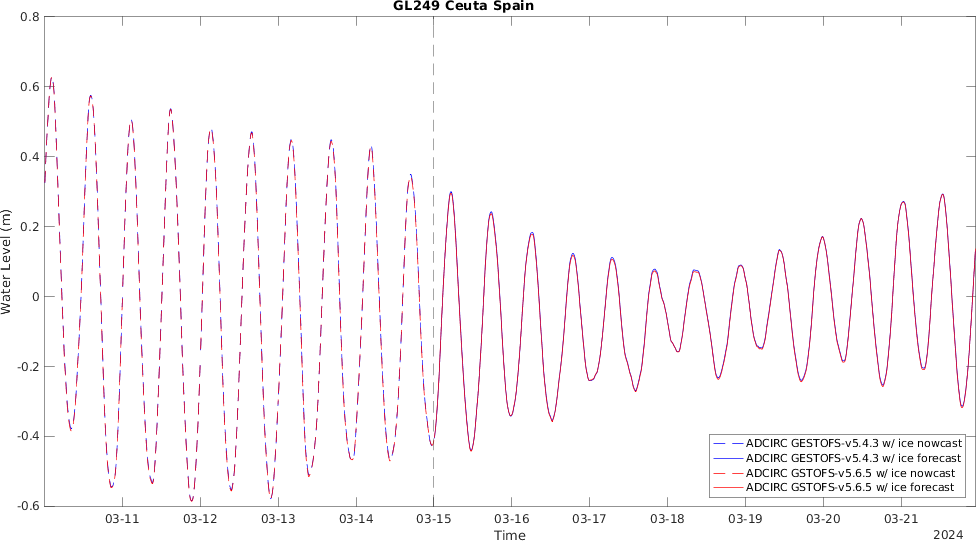 GL249 Ceuta Spain
0.8
0.6
0.4
0.2
0
-0.2
-0.4
-0.6
Water Level (m)
ADCIRC GESTOFS-v5.4.3 w/ ice nowcast
ADCIRC GESTOFS-v5.4.3 w/ ice forecast
ADCIRC GSTOFS-v5.6.5 w/ ice nowcast
ADCIRC GSTOFS-v5.6.5 w/ ice forecast
03-11 03-12 03-13 03-14 03-15 03-16 03-17 03-18 03-19 03-20 03-21
Time
2024